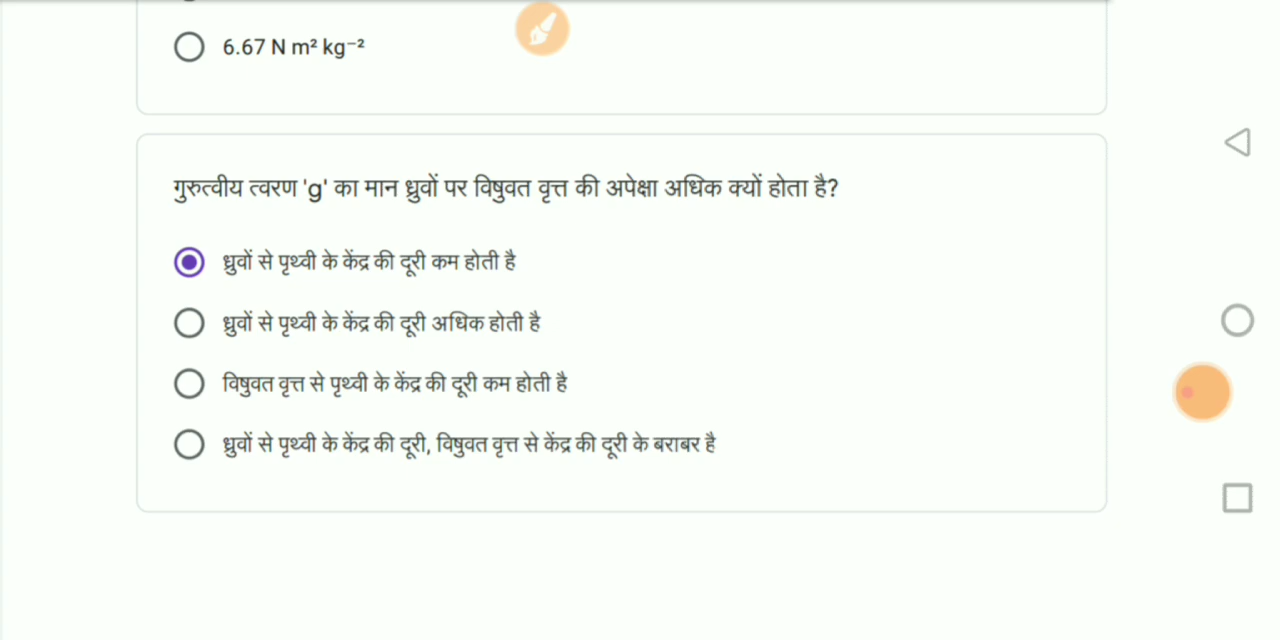 6.67 N m² kg⁻²
गुरुत्वीय त्वरण 'g' का मान ध्रुवों पर विषुवत वृत्त की अपेक्षा अधिक क्यों होता है?
ध्रुवों से पृथ्वी के केंद्र की दूरी कम होती है
ध्रुवों से पृथ्वी के केंद्र की दूरी अधिक होती है
विषुवत वृत्त से पृथ्वी के केंद्र की दूरी कम होती है
ध्रुवों से पृथ्वी के केंद्र की दूरी, विषुवत वृत्त से केंद्र की दूरी के बराबर है